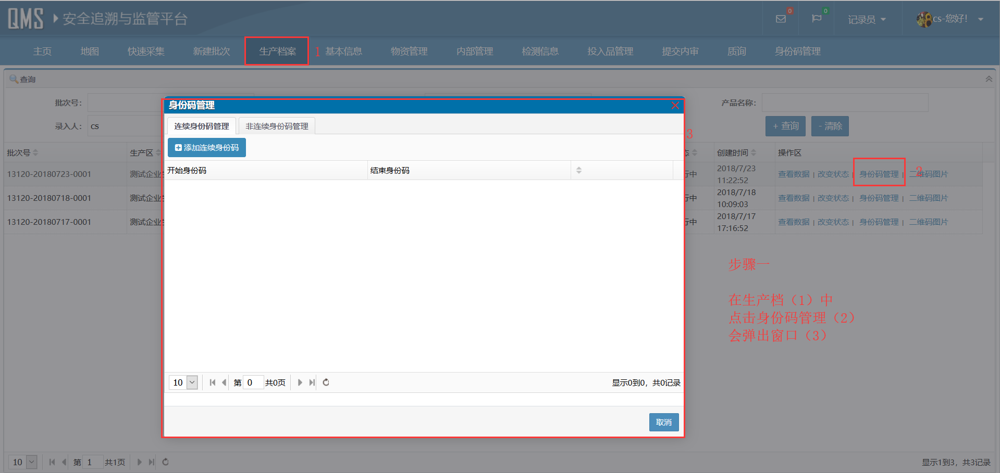 QMS 安全追溯与监管平台 0 0 记录员 cs-您好！
主页 地图 快速采集 新建批次 生产档案 1 基本信息 物资管理 内部管理 检测信息 投入品管理 提交内审 质询 身份码管理
查询
批次号： 产品名称：
录入人： cs + 查询 - 清除
批次号 生产区 态 创建时间 操作区
13120-20180723-0001 测试企业 行中 2018/7/23 11:22:52 查看数据 | 改变状态 | 身份码管理 | 二维码图片 2
13120-20180718-0001 测试企业 行中 2018/7/18 10:09:03 查看数据 | 改变状态 | 身份码管理 | 二维码图片
13120-20180717-0001 测试企业 行中 2018/7/17 17:16:52 查看数据 | 改变状态 | 身份码管理 | 二维码图片
身份码管理
3
连续身份码管理 非连续身份码管理
添加连续身份码
开始身份码 结束身份码
10 第 0 共0页 显示0到0，共0记录
取消
步骤一
在生产档（1）中
点击身份码管理（2）
会弹出窗口（3）
10 第 1 共1页 显示1到3，共3记录